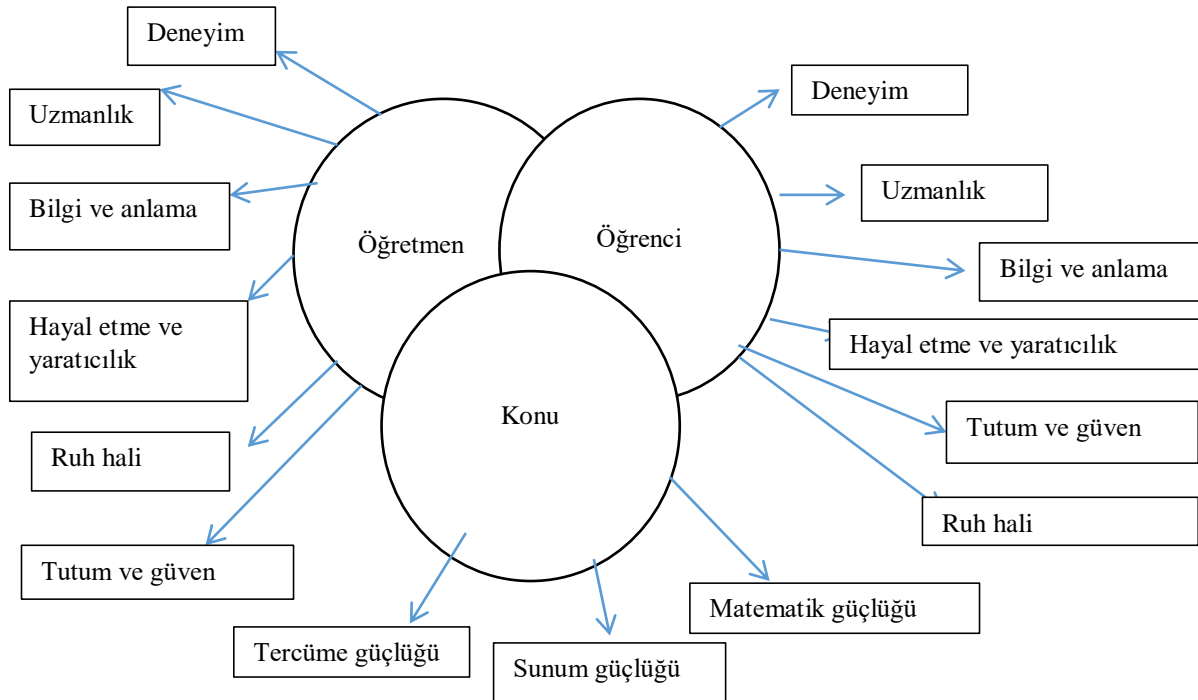 Deneyim
Deneyim
Uzmanlık
Uzmanlık
Bilgi ve anlama
Öğretmen
Öğrenci
Bilgi ve anlama
Hayal etme ve
yaratıcılık
Hayal etme ve yaratıcılık
Konu
Tutum ve güven
Ruh hali
Ruh hali
Tutum ve güven
Matematik güçlüğü
Tercüme güçlüğü
Sunum güçlüğü